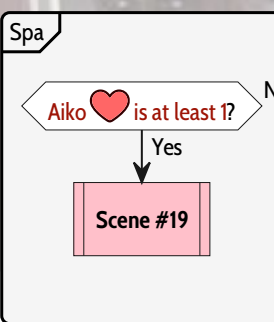 Spa
Aiko ❤ is at least 1?
N
Yes
Scene #19